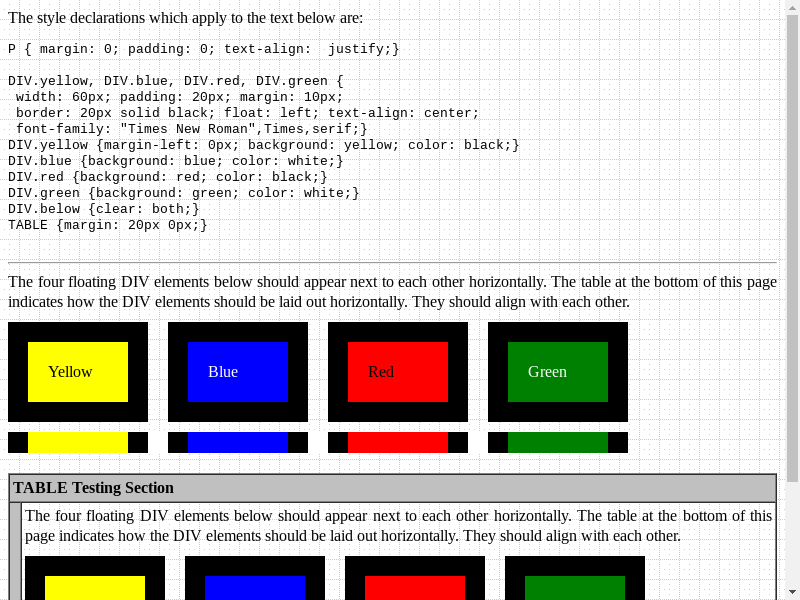 The style declarations which apply to the text below are:
P { margin: 0; padding: 0; text-align:  justify;}
DIV.yellow, DIV.blue, DIV.red, DIV.green {
 width: 60px; padding: 20px; margin: 10px;
 border: 20px solid black; float: left; text-align: center;
 font-family: "Times New Roman",Times,serif;}
DIV.yellow {margin-left: 0px; background: yellow; color: black;}
DIV.blue {background: blue; color: white;}
DIV.red {background: red; color: black;}
DIV.green {background: green; color: white;}
DIV.below {clear: both;}
TABLE {margin: 20px 0px;}
The four floating DIV elements below should appear next to each other horizontally. The table at the bottom of this page
indicates how the DIV elements should be laid out horizontally. They should align with each other.
Yellow Blue Red Green
TABLE Testing Section
The four floating DIV elements below should appear next to each other horizontally. The table at the bottom of this
page indicates how the DIV elements should be laid out horizontally. They should align with each other.